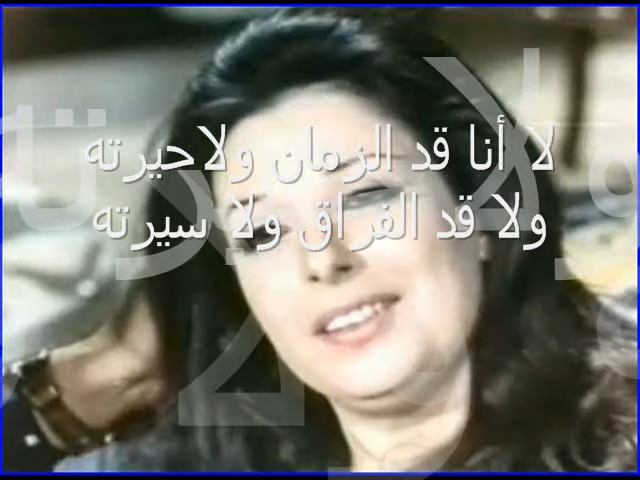 لا أنا قد الزمان ولاحيرته
ولا قد الفراق ولا سيرته